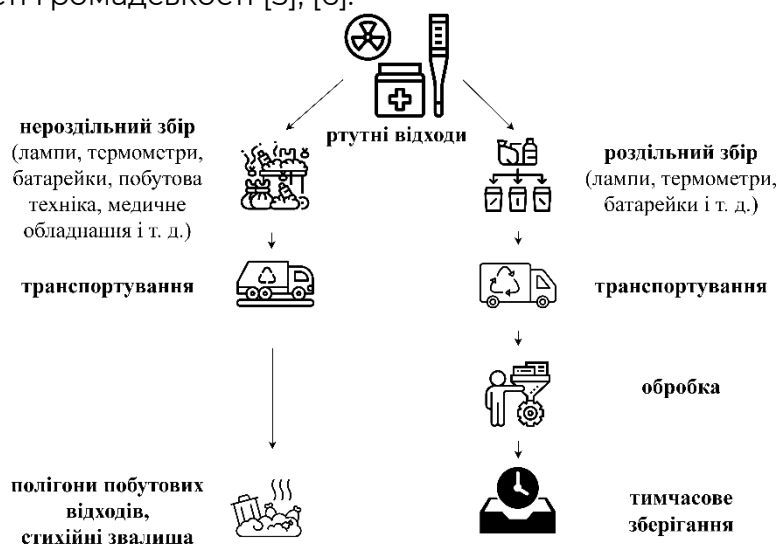 громадськості [5], [6].
ртутні відходи
нероздільний збір
(лампи, термометри,
батарейки, побутова
техніка, медичне
обладнання і т. д.)
роздільний збір
(лампи, термометри,
батарейки і т. д.)
транспортування
транспортування
обробка
полігони побутових
відходів,
стихійні звалища
тимчасове
зберігання